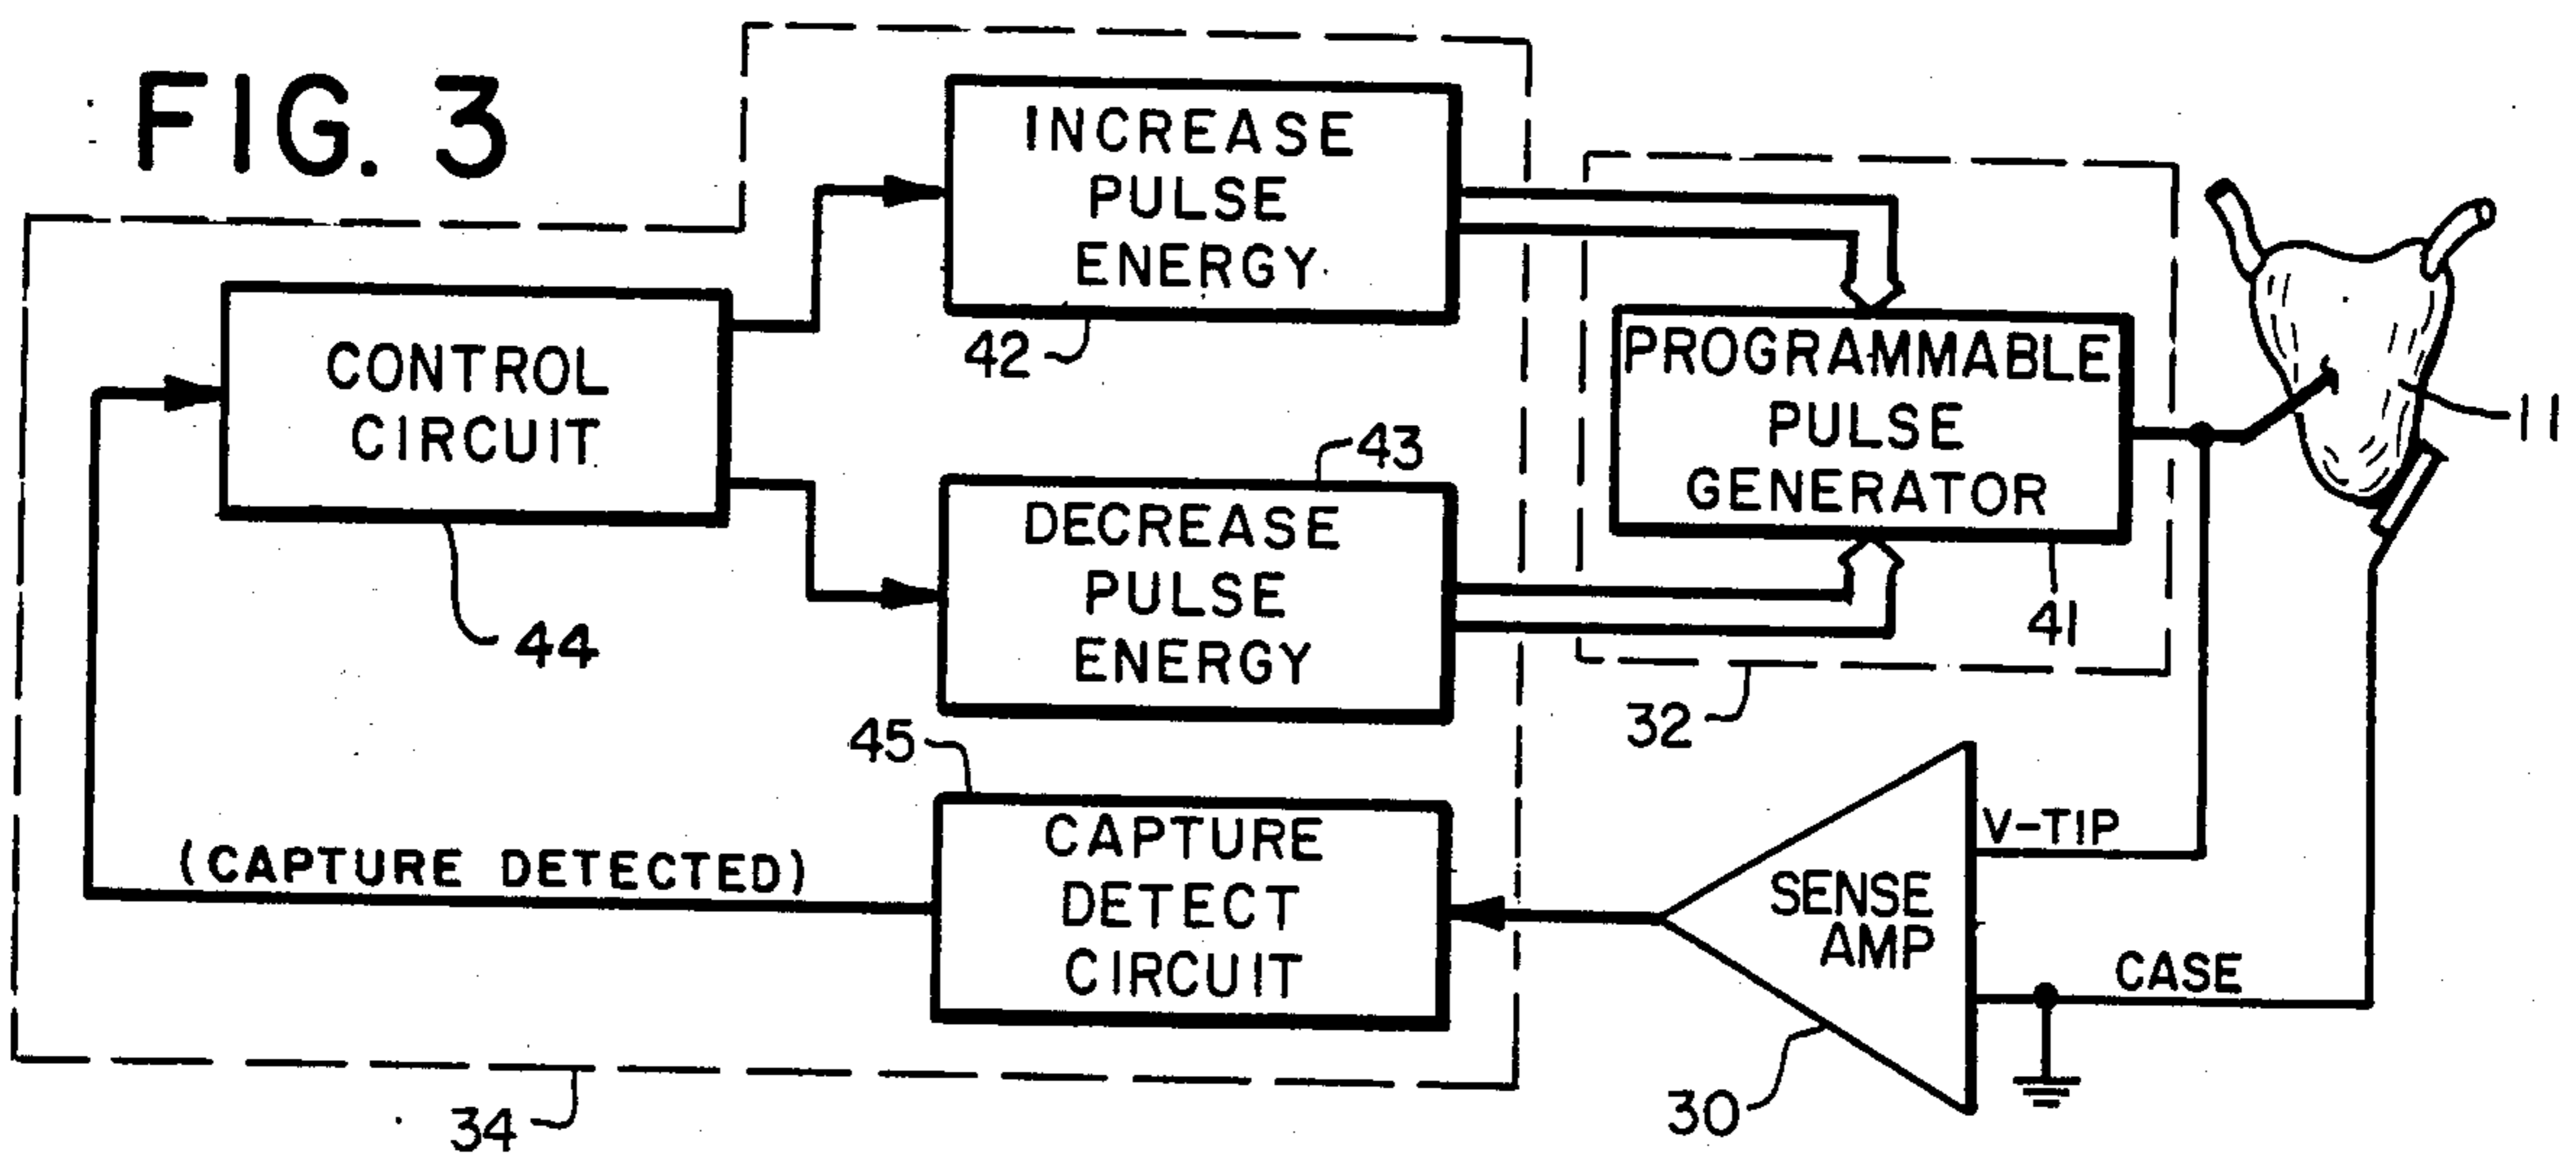 FIG. 3
INCREASE
PULSE
ENERGY
42
CONTROL
CIRCUIT
44
PROGRAMMABLE
PULSE
GENERATOR
41
11
43
DECREASE
PULSE
ENERGY
32
45
CAPTURE
DETECT
CIRCUIT
(CAPTURE DETECTED)
V-TIP
SENSE
AMP
CASE
30
34